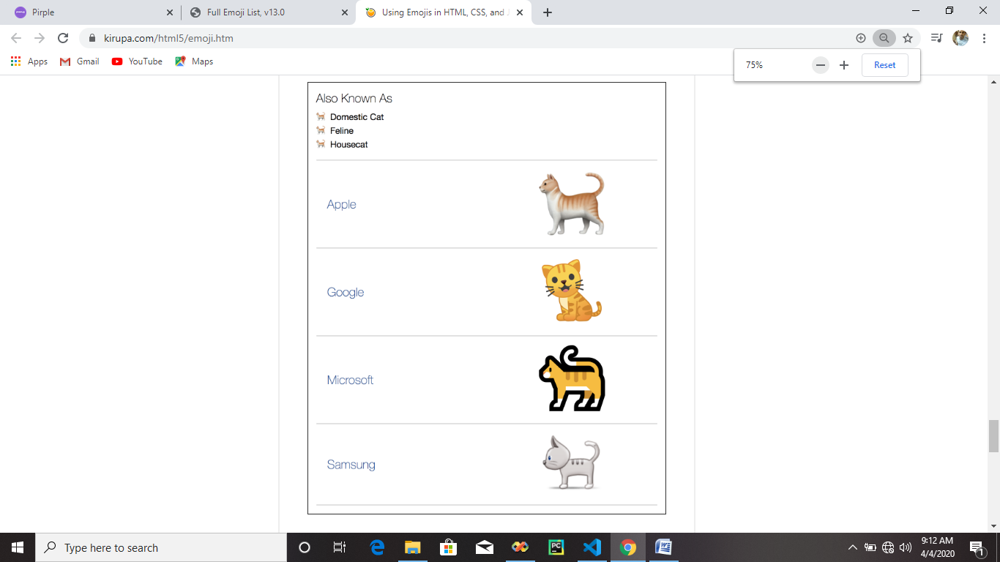 Pirple
Full Emoji List, v13.0
Using Emojis in HTML, CSS, and J
kirupa.com/html5/emoji.htm
Apps
Gmail
YouTube
Maps
75%
Reset
Also Known As
Domestic Cat
Feline
Housecat
Apple
Google
Microsoft
Samsung
Type here to search
PC
W
9:12 AM
4/4/2020
1